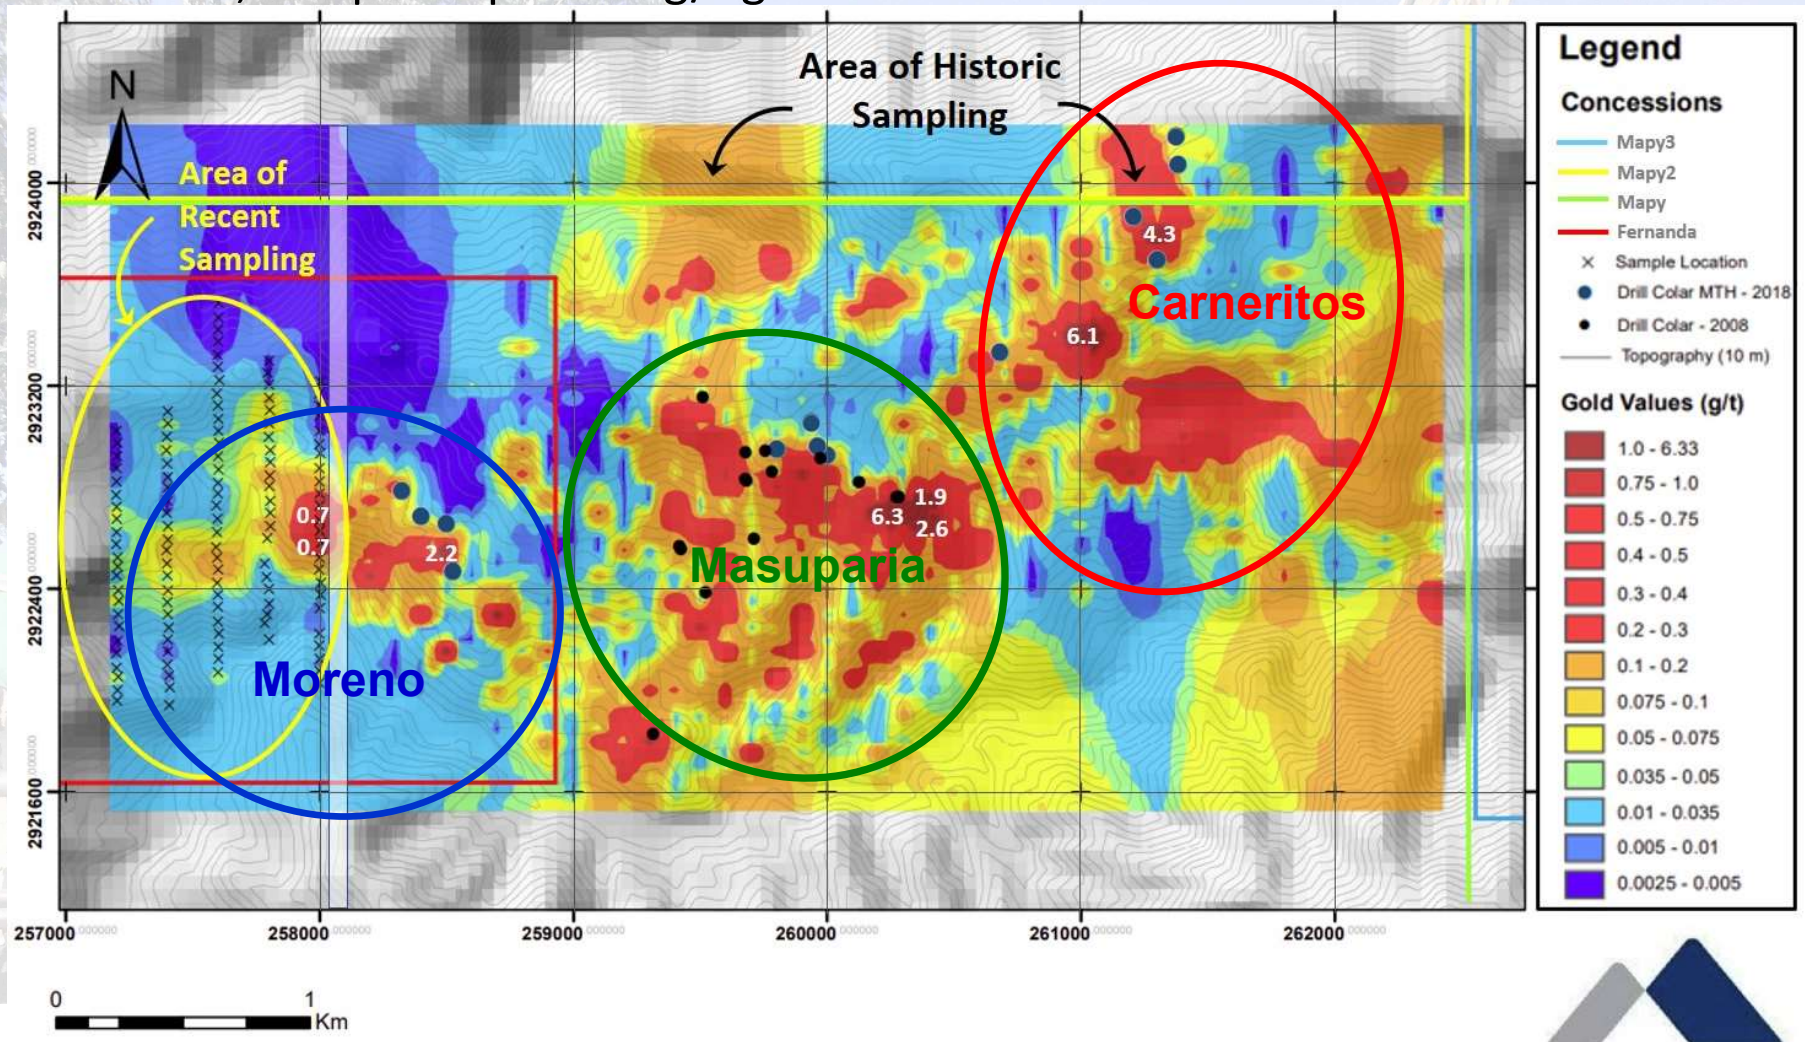 Area of Historic
Sampling
N
Area of
Recent
Sampling
4.3
Carneritos
6.1
0.7
0.7
2.2
1.9
6.3
2.6
Masuparia
Moreno
2924000
2923200
2922400
2921600
257000
258000
259000
260000
261000
262000
0 1
Km
Legend
Concessions
Mapy3
Mapy2
Mapy
Fernanda
Sample Location
Drill Colar MTH - 2018
Drill Colar - 2008
Topography (10 m)
Gold Values (g/t)
1.0 - 6.33
0.75 - 1.0
0.5 - 0.75
0.4 - 0.5
0.3 - 0.4
0.2 - 0.3
0.1 - 0.2
0.075 - 0.1
0.05 - 0.075
0.035 - 0.05
0.01 - 0.035
0.005 - 0.01
0.0025 - 0.005